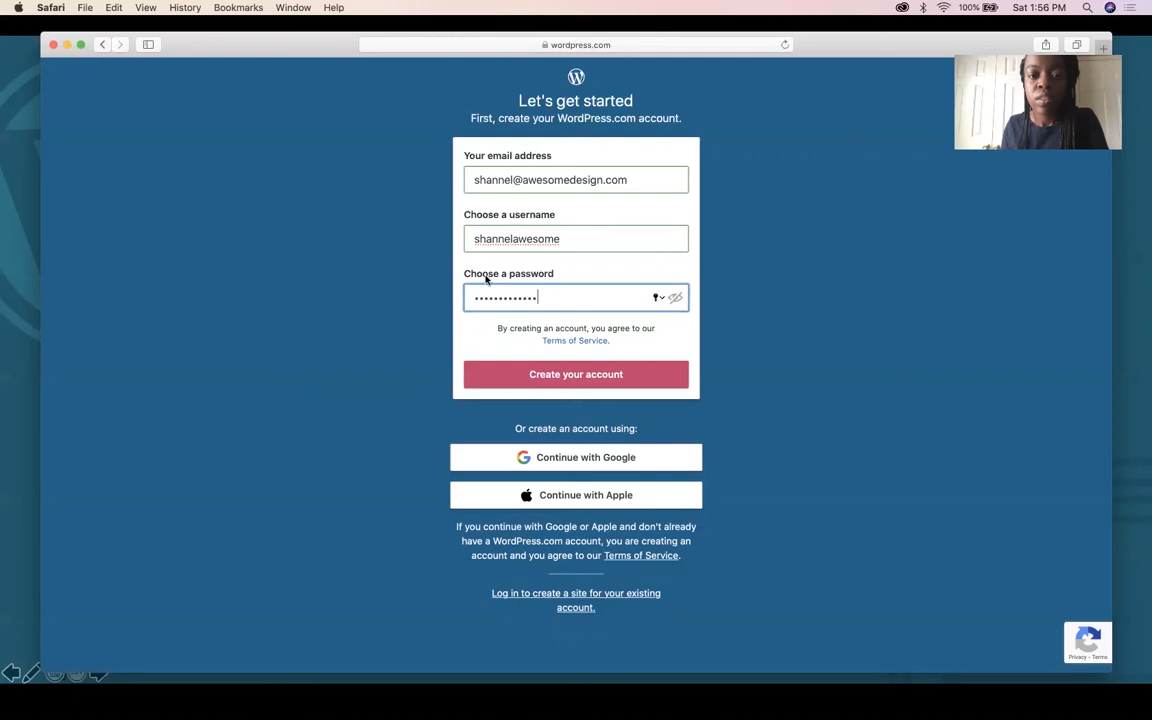 Safari File Edit View History Bookmarks Window Help 100% Sat 1:56 PM
wordpress.com
Let's get started
First, create your WordPress.com account.
Your email address
shannel@awesomedesign.com
Choose a username
shannelawesome
Choose a password
By creating an account, you agree to our
Terms of Service.
Create your account
Or create an account using:
Continue with Google
Continue with Apple
If you continue with Google or Apple and don't already
have a WordPress.com account, you are creating an
account and you agree to our Terms of Service.
Log in to create a site for your existing
account.
Privacy - Terms